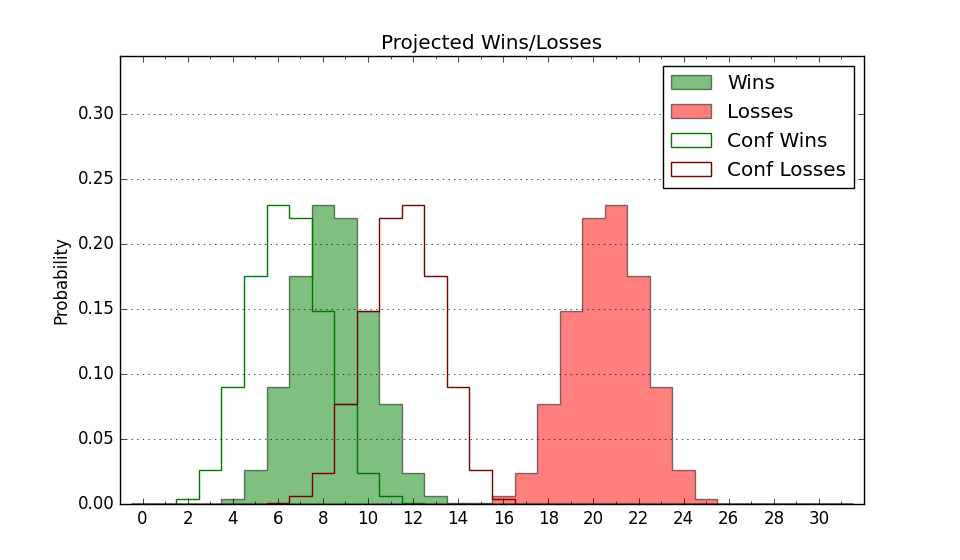 Projected Wins/Losses
Wins
Losses
Conf Wins
Conf Losses
Probability
0.30
0.25
0.20
0.15
0.10
0.05
0.00
0 2 4 6 8 10 12 14 16 18 20 22 24 26 28 30